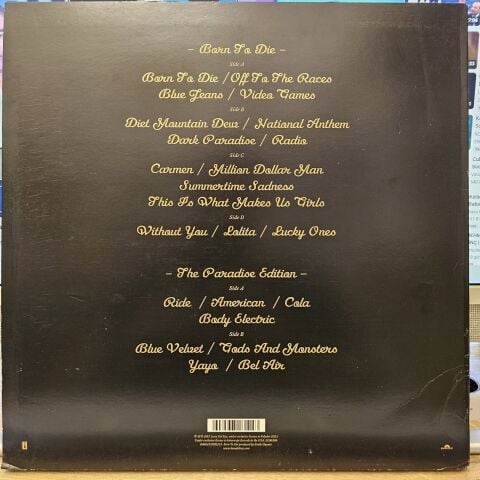 – Born To Die –
Side A
Born To Die / Off To The Races
Blue Jeans / Video Games
Side B
Diet Mountain Dew / National Anthem
Dark Paradise / Radio
Side C
Carmen / Million Dollar Man
Summertime Sadness
This Is What Makes Us Girls
Side D
Without You / Lolita / Lucky Ones
– The Paradise Edition –
Side A
Ride / American / Cola
Body Electric
Side B
Blue Velvet / Gods And Monsters
Yayo / Bel Air